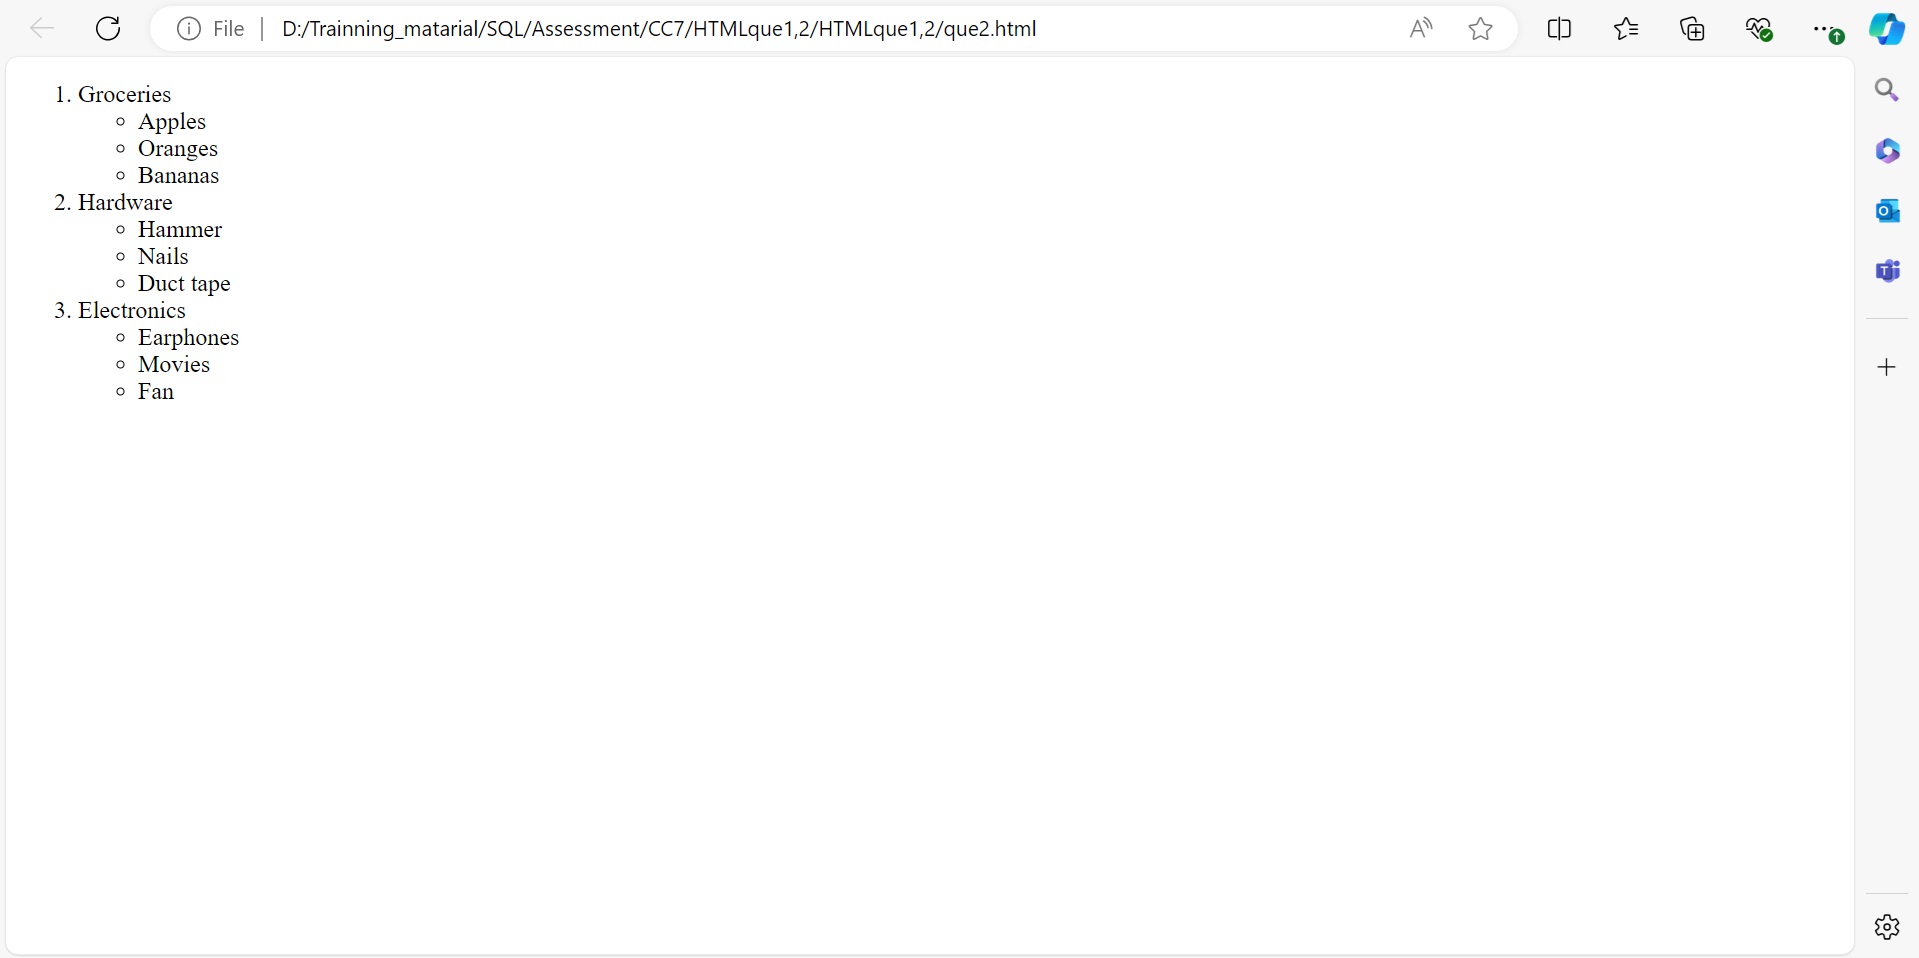 File D:/Trainning_matarial/SQL/Assessment/CC7/HTMLque1,2/HTMLque1,2/que2.html
1. Groceries
Apples
Oranges
Bananas
2. Hardware
Hammer
Nails
Duct tape
3. Electronics
Earphones
Movies
Fan